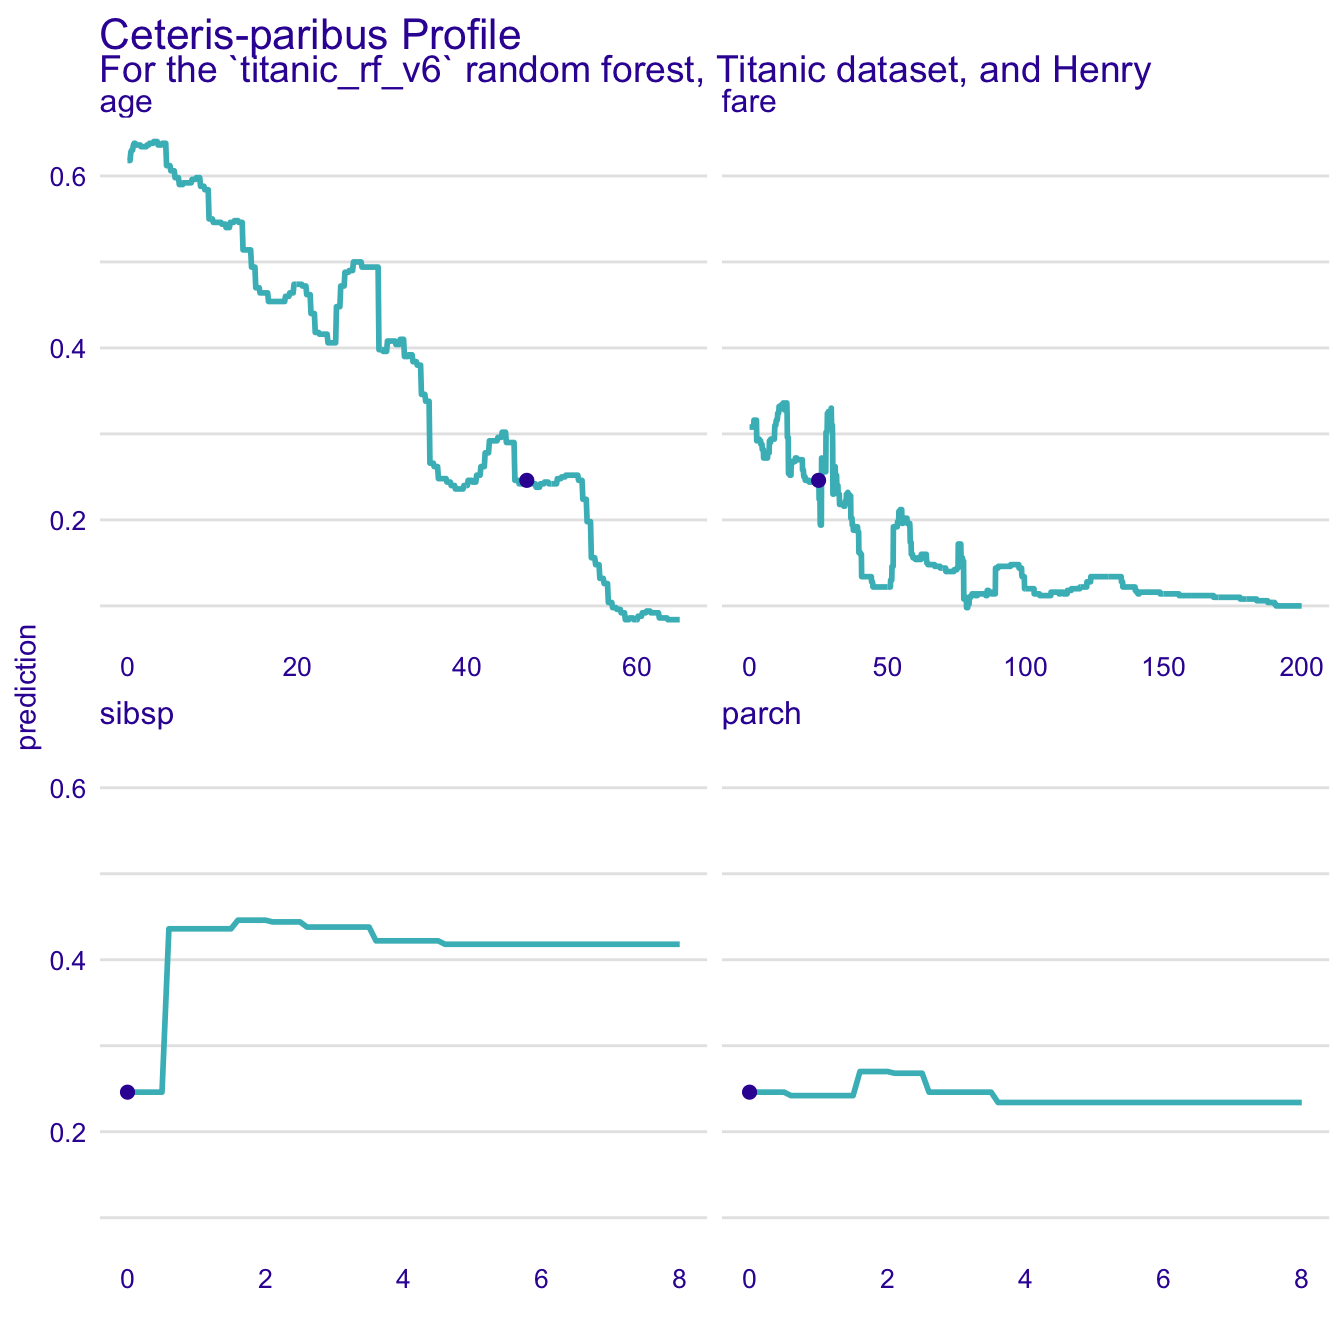 Ceteris-paribus Profile
For the `titanic_rf_v6` random forest, Titanic dataset, and Henry
age
fare
0.6
0.4
0.2
0 20 40 60
0 50 100 150 200
prediction
sibsp
parch
0.6
0.4
0.2
0 2 4 6 8
0 2 4 6 8